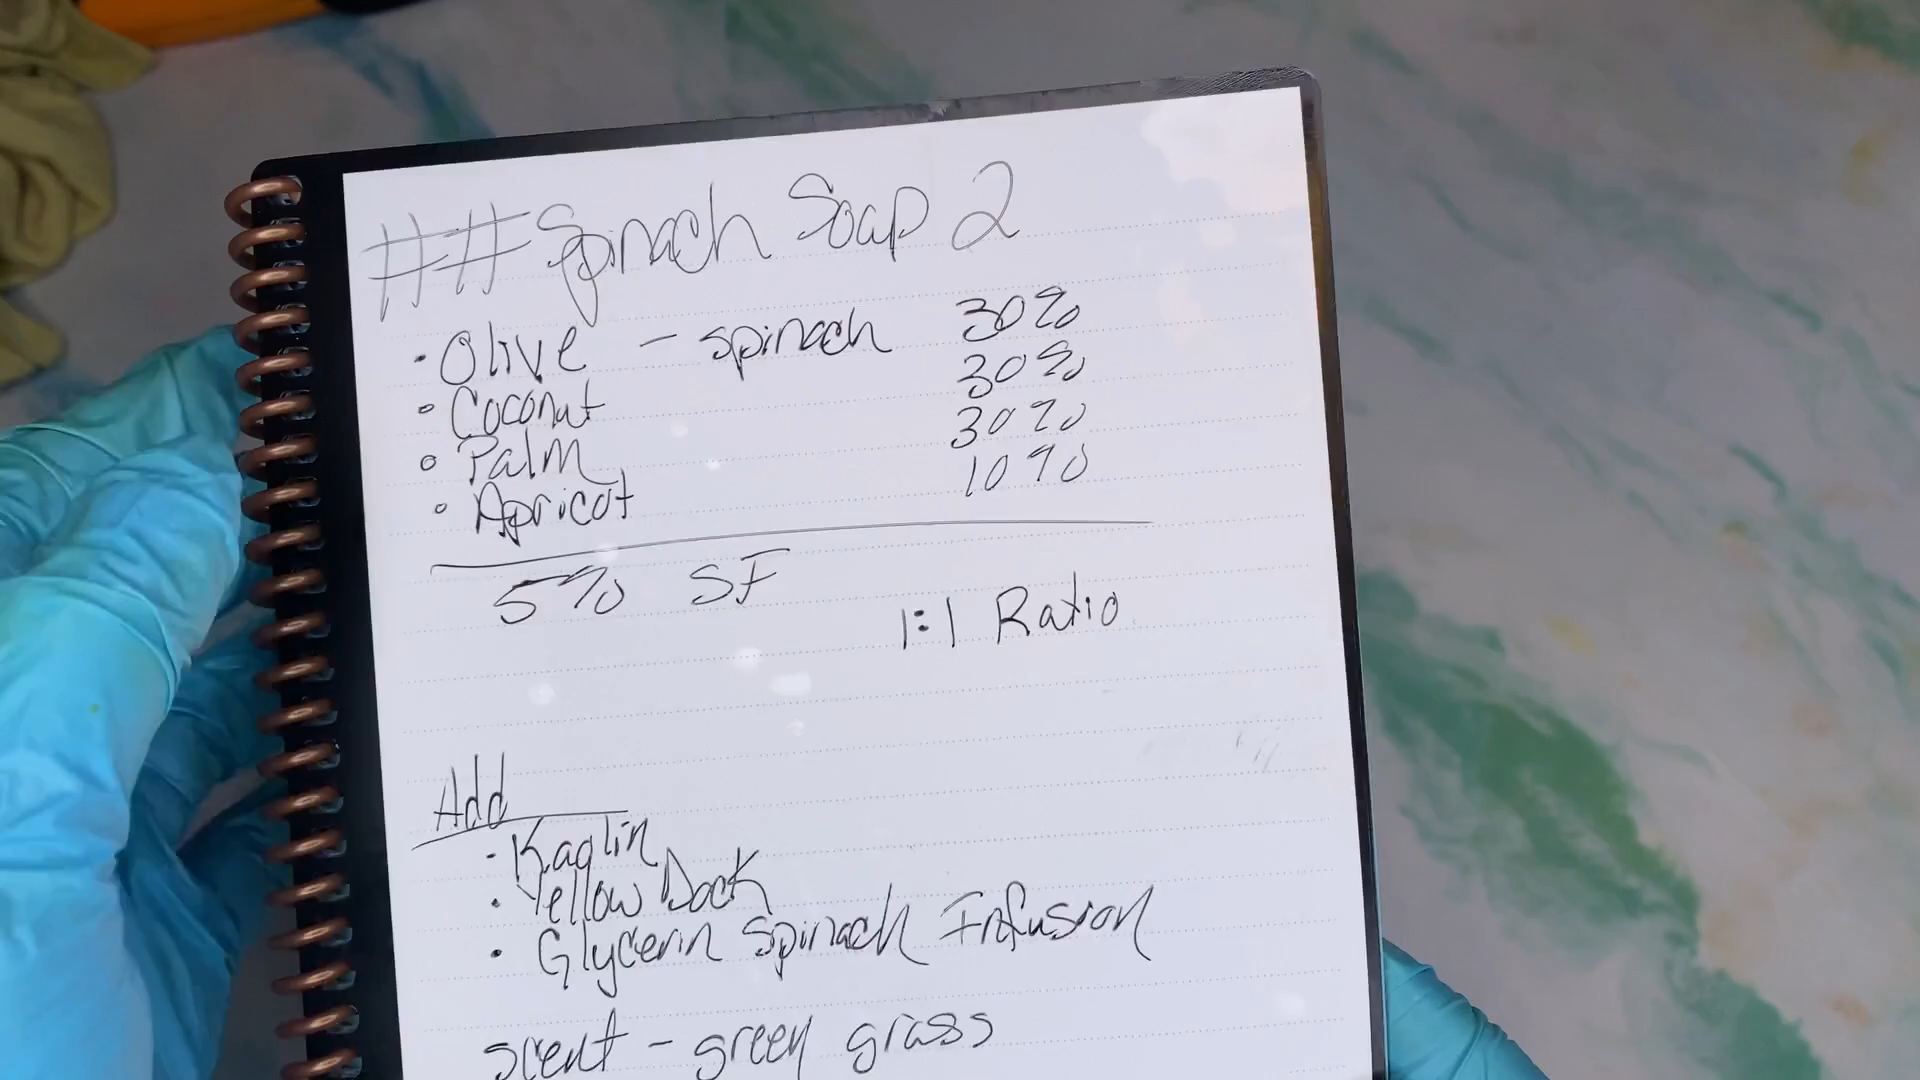 ## Spinach Soap 2
· Olive - spinach 30%
◦ Coconut 30%
◦ Palm 30%
◦ Apricot 10%
5% SF
1:1 Ratio
Add
· Kaolin
· Yellow Dock
· Glycerin Spinach Infusion
scent - green grass